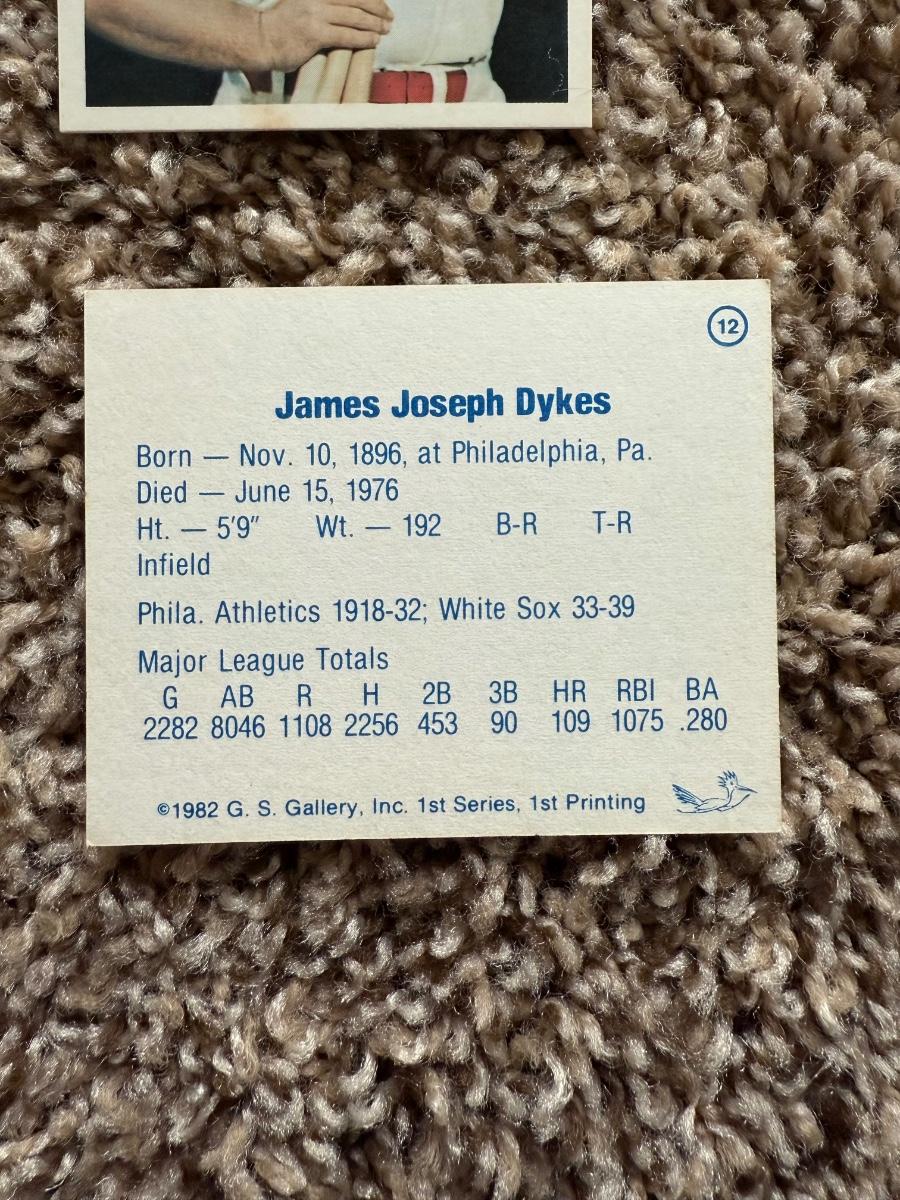 12
James Joseph Dykes
Born — Nov. 10, 1896, at Philadelphia, Pa.
Died — June 15, 1976
Ht. — 5'9" Wt. — 192 B-R T-R
Infield
Phila. Athletics 1918-32; White Sox 33-39
Major League Totals
G AB R H 2B 3B HR RBI BA
2282 8046 1108 2256 453 90 109 1075 .280
©1982 G. S. Gallery, Inc. 1st Series, 1st Printing